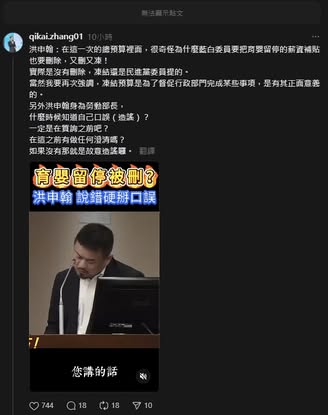 無法顯示貼文
qikai.zhang01 10小時
洪申翰：在這一次的總預算裡面，很奇怪為什麼藍白委員要把育嬰留停的薪資補貼
也要刪除，又刪又凍！
實際是沒有刪除，凍結還是民進黨委員提的。
當然我要再次強調，凍結預算是為了督促行政部門完成某些事項，是有其正面意義
的。
另外洪申翰身為勞動部長，
什麼時候知道自己口誤（造謠）？
一定是在質詢之前吧？
在這之前有做任何澄清嗎？
如果沒有那就是故意造謠囉。 翻譯
育嬰留停被刪？
洪申翰 說錯硬掰口誤
!
您講的話
744 18 18 10